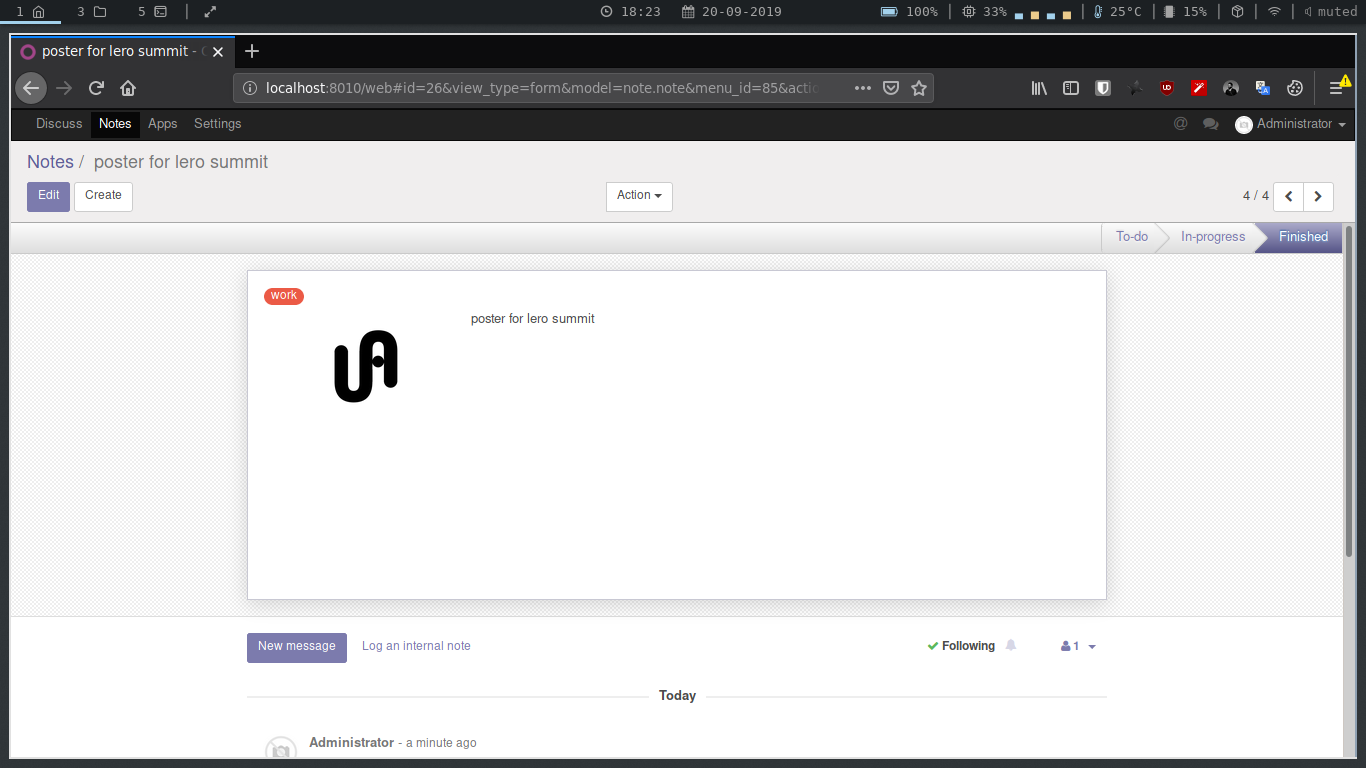 1 3 5 18:23 20-09-2019 100% 33% 25°C 15% muted
poster for lero summit -
localhost:8010/web#id=26&view_type=form&model=note.note&menu_id=85&acti
Discuss Notes Apps Settings @ Administrator
Notes / poster for lero summit
Edit Create Action 4 / 4
To-do In-progress Finished
work
poster for lero summit
New message Log an internal note Following 1
Today
Administrator - a minute ago